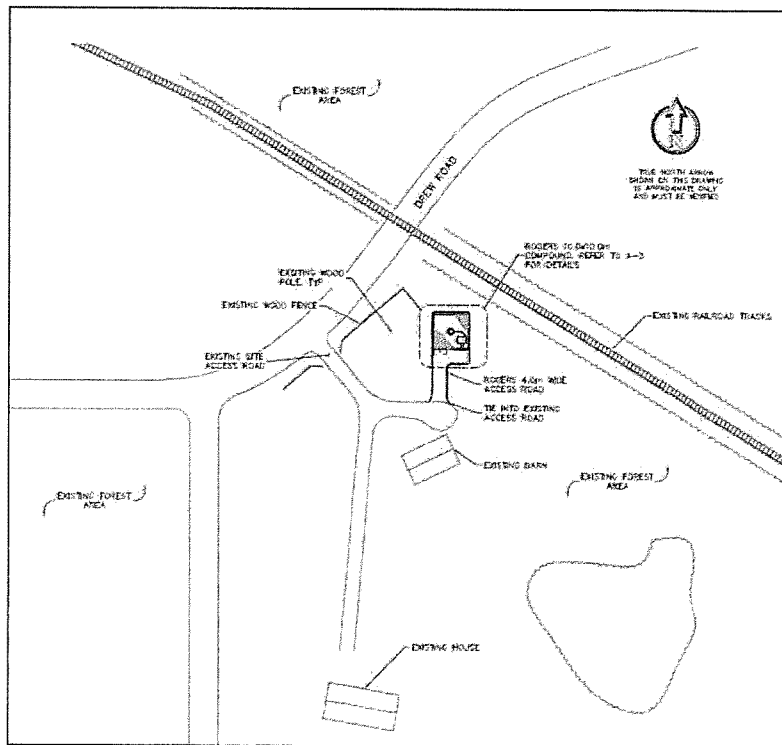 EXISTING FOREST
AREA
DREW ROAD
N
TRUE NORTH ARROW
SHOWN ON THIS DRAWING
IS APPROXIMATE ONLY
AND MUST BE VERIFIED
COMPOUND, REFER TO
FOR DETAILS
EXISTING WOOD
POLE, TYP
EXISTING WOOD FENCE
EXISTING RAILROAD TRACKS
EXISTING SITE
ACCESS ROAD
ROGERS 4.0m WIDE
ACCESS ROAD
TIE INTO EXISTING
ACCESS ROAD
EXISTING BARN
EXISTING FOREST
AREA
EXISTING FOREST
AREA
EXISTING HOUSE